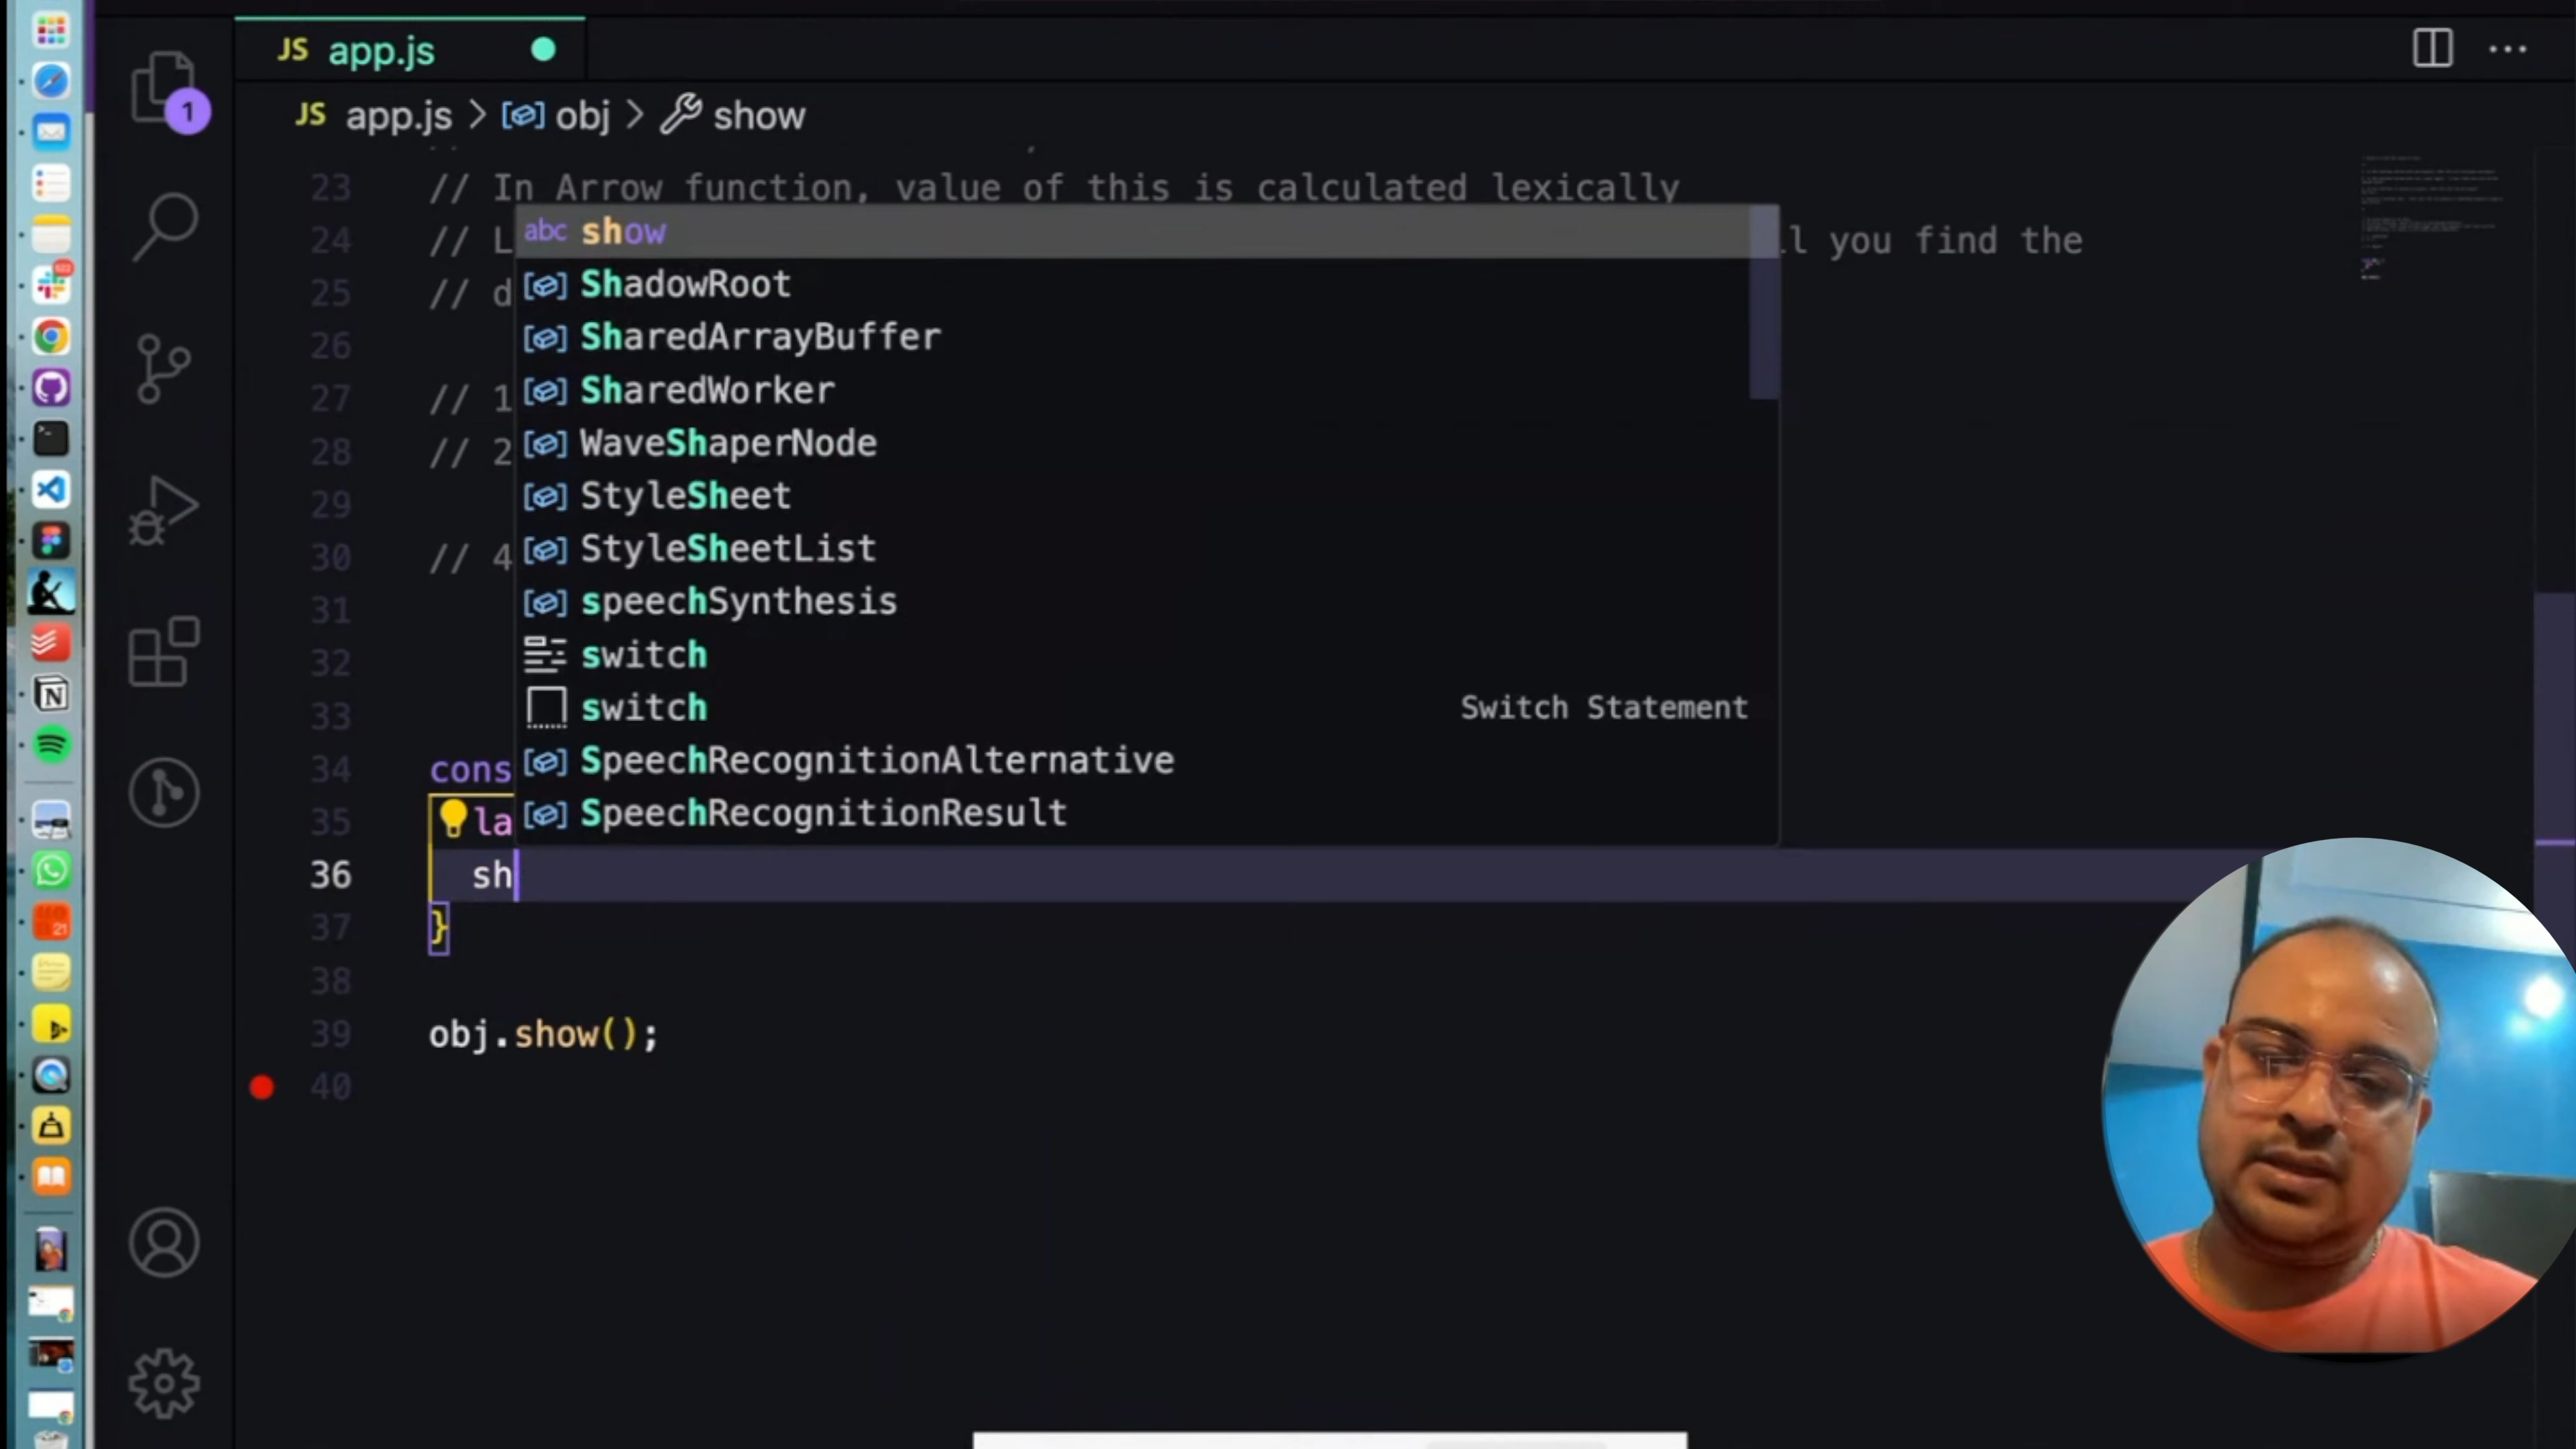 JS app.js
JS app.js > obj > show
1
23 // In Arrow function, value of this is calculated lexically
24 // L ll you find the
25 // d
26
27 // 1
28 // 2
29
30 // 4
31
32
33
34 cons
35 la
36 sh
37 }
38
39 obj.show();
40
abc show
ShadowRoot
SharedArrayBuffer
SharedWorker
WaveShaperNode
StyleSheet
StyleSheetList
speechSynthesis
switch
switch Switch Statement
SpeechRecognitionAlternative
SpeechRecognitionResult